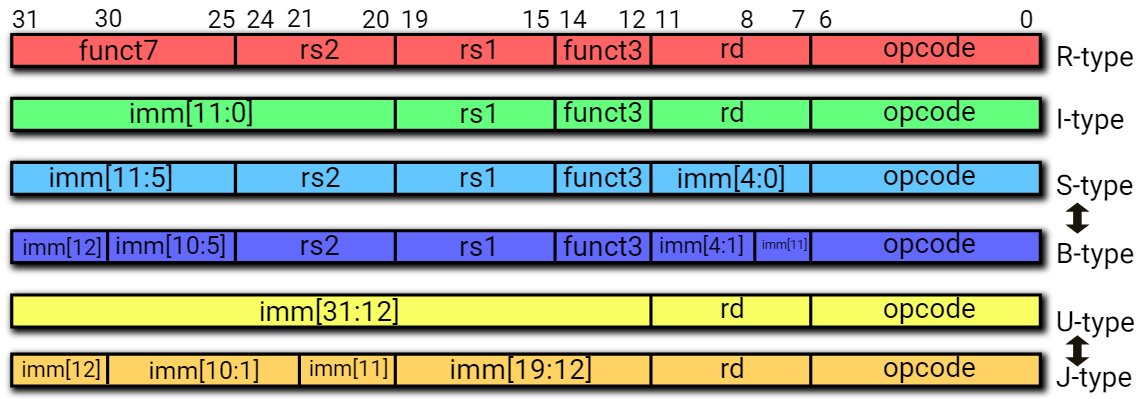 31 30 25 24 21 20 19 15 14 12 11 8 7 6 0
funct7 rs2 rs1 funct3 rd opcode R-type
imm[11:0] rs1 funct3 rd opcode I-type
imm[11:5] rs2 rs1 funct3 imm[4:0] opcode S-type
imm[12] imm[10:5] rs2 rs1 funct3 imm[4:1] imm[11] opcode B-type
imm[31:12] rd opcode U-type
imm[12] imm[10:1] imm[11] imm[19:12] rd opcode J-type